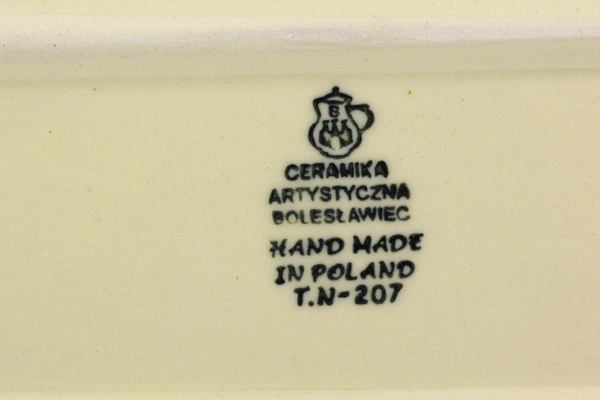 B
CERAMIKA
ARTYSTYCZNA
BOLESŁAWIEC
HAND MADE
IN POLAND
T.N-207